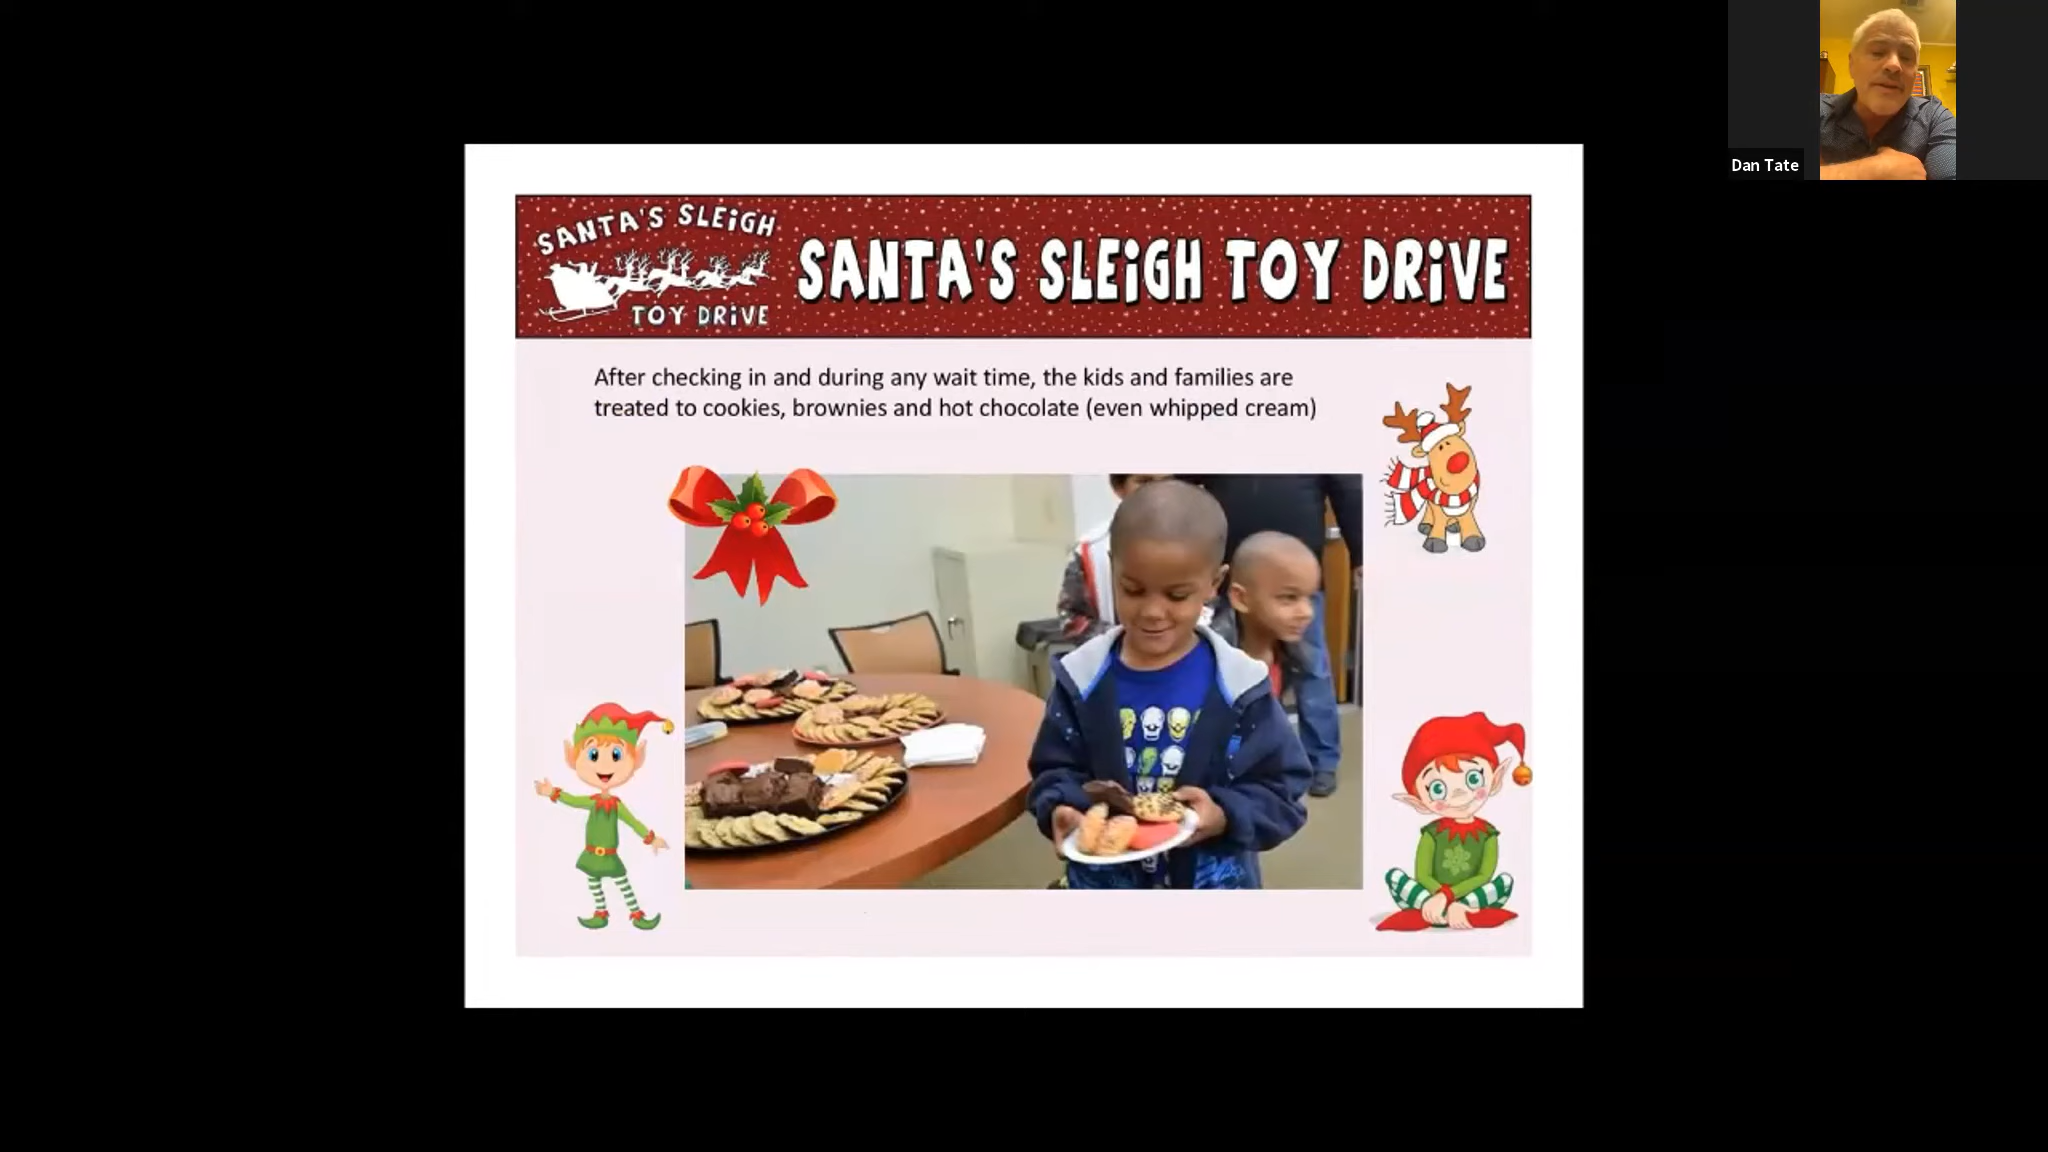 SANTA'S SLEiGH
TOY DRiVE
SANTA'S SLEiGH TOY DRiVE
After checking in and during any wait time, the kids and families are
treated to cookies, brownies and hot chocolate (even whipped cream)
Dan Tate